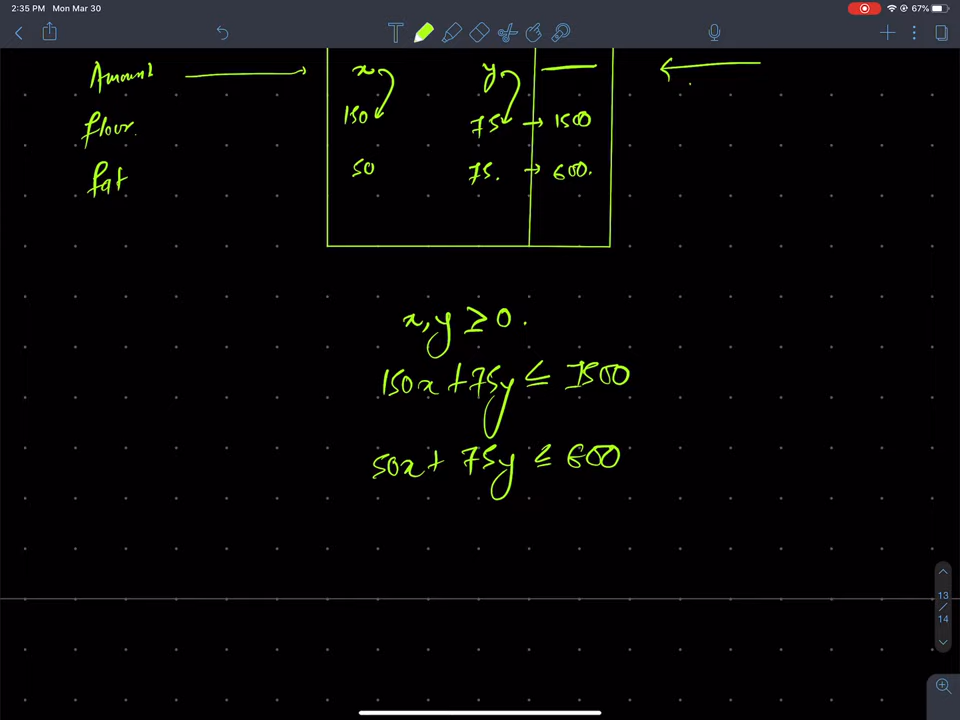 2:35 PM Mon Mar 30 67%
T
Amount x y
flour. 150 75 → 1500
fat 50 75. → 600.
x, y ≥ 0.
150x + 75y ≤ 1500
50x + 75y ≤ 600
13
/
14